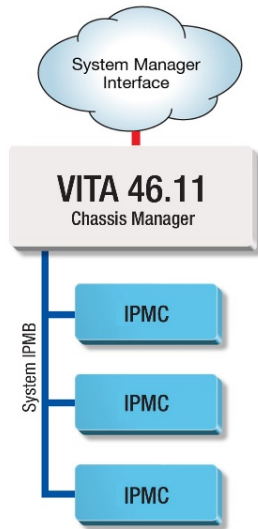 System Manager
Interface
VITA 46.11
Chassis Manager
System IPMB
IPMC
IPMC
IPMC